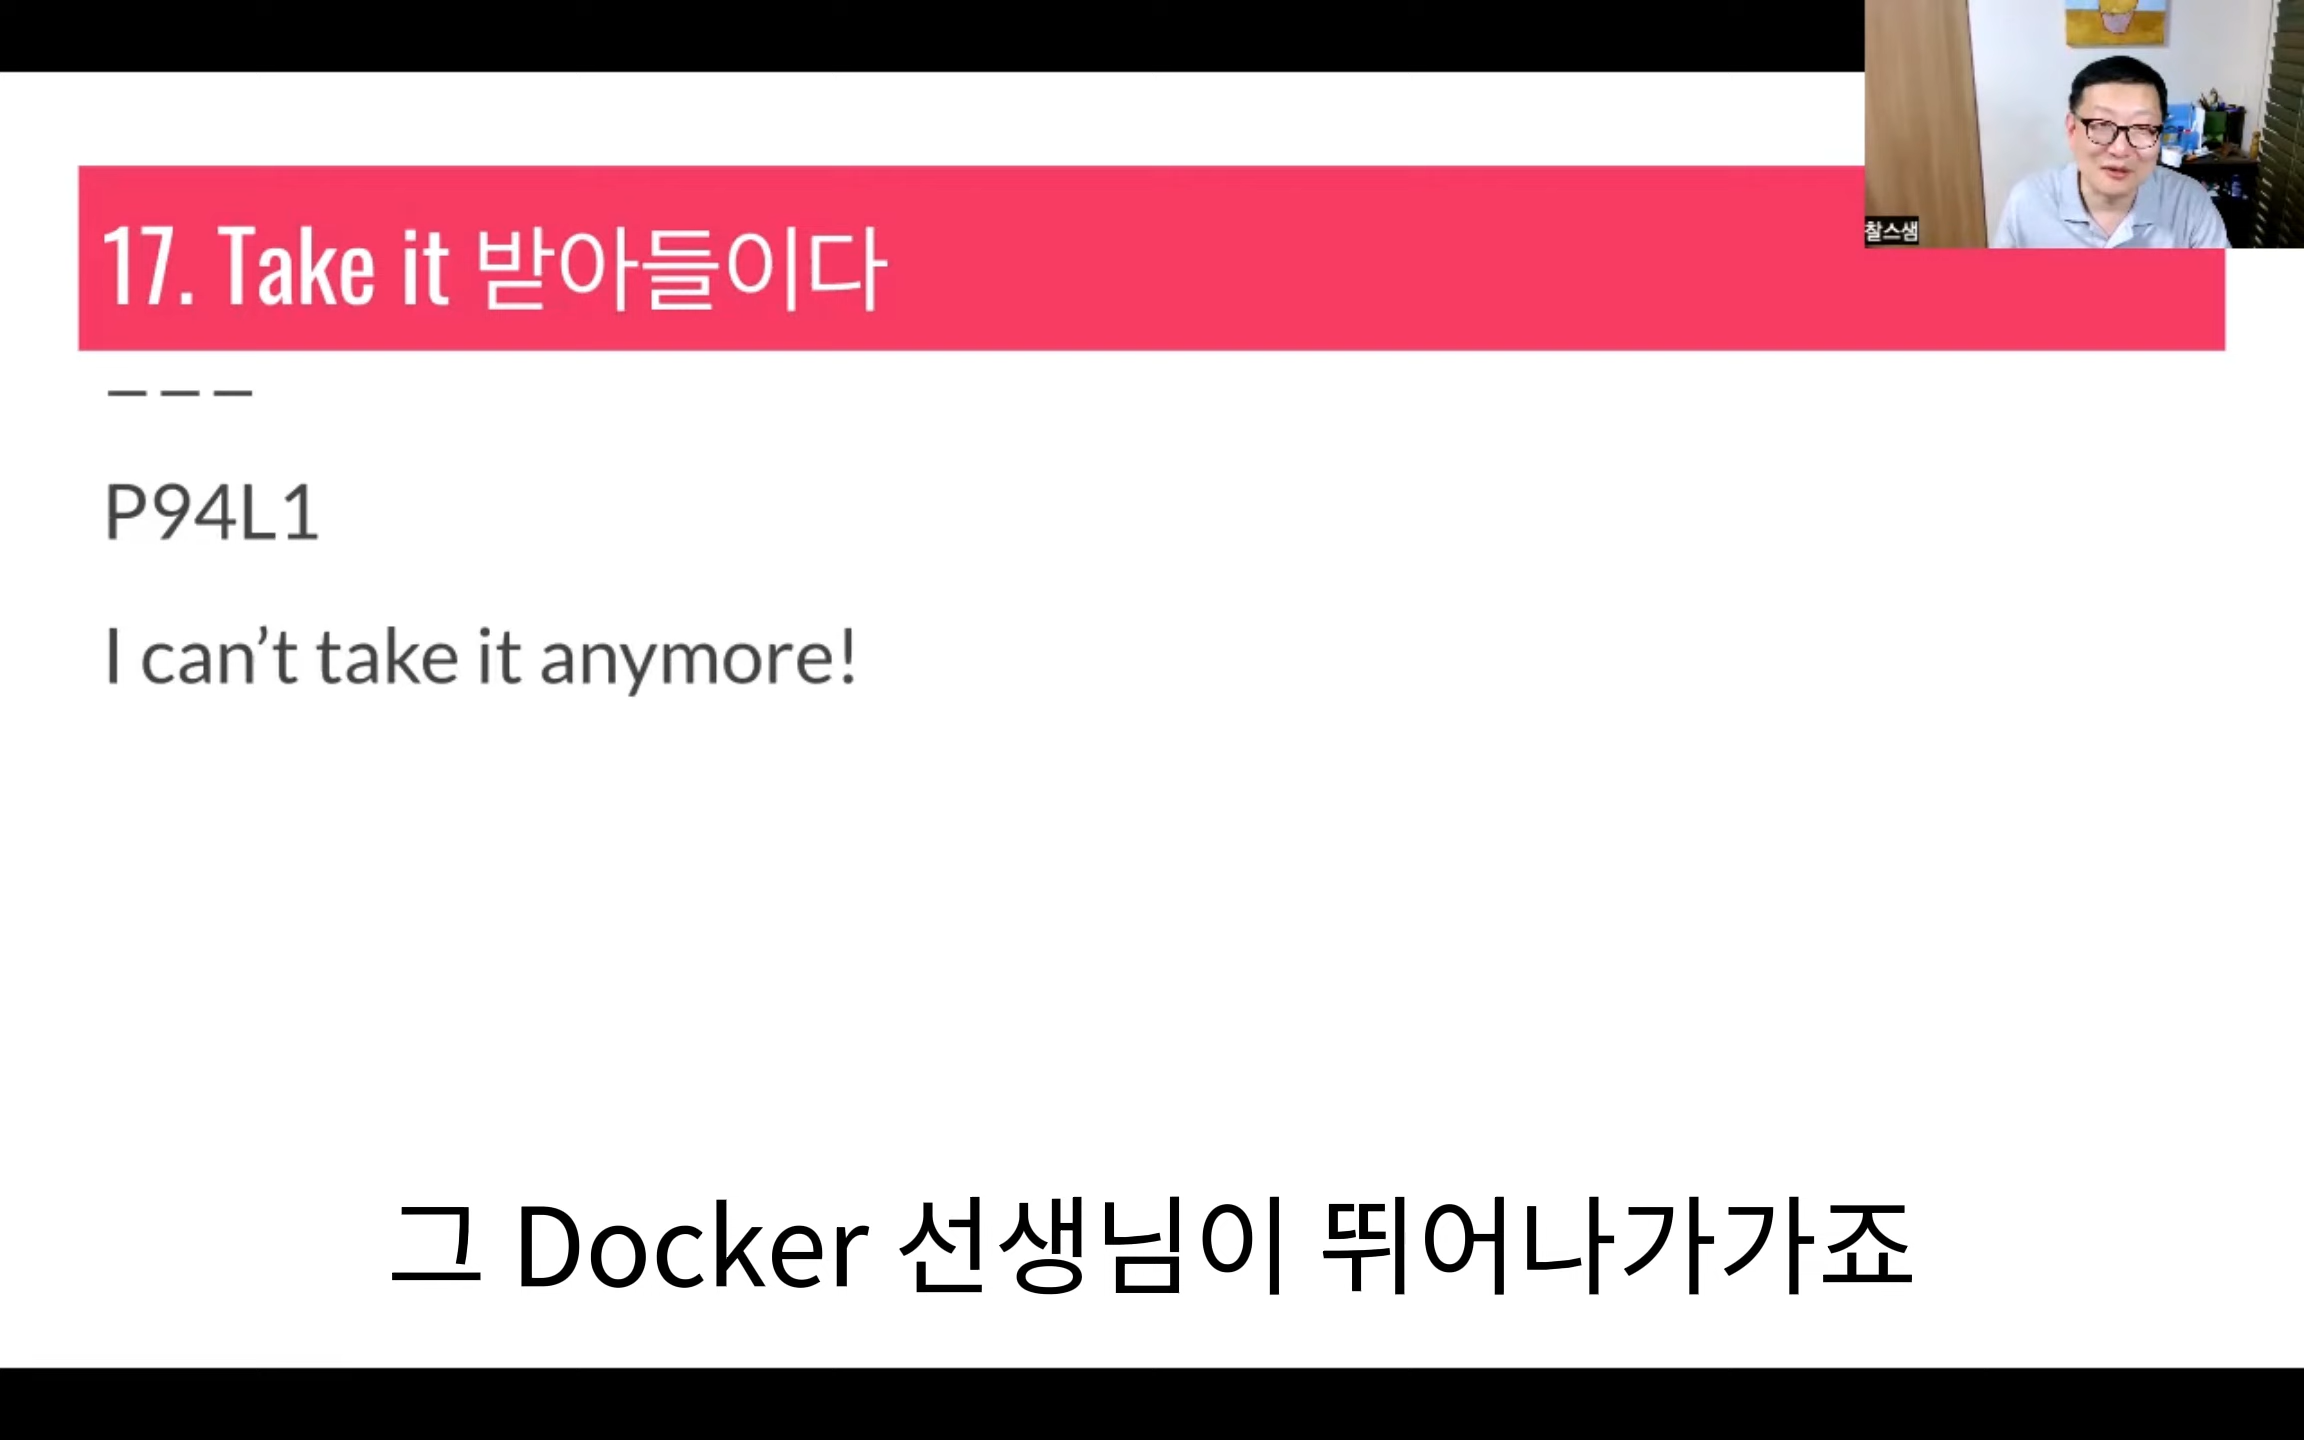 찰스샘
17. Take it 받아들이다
———
P94L1
I can’t take it anymore!
그 Docker 선생님이 뛰어나가가죠